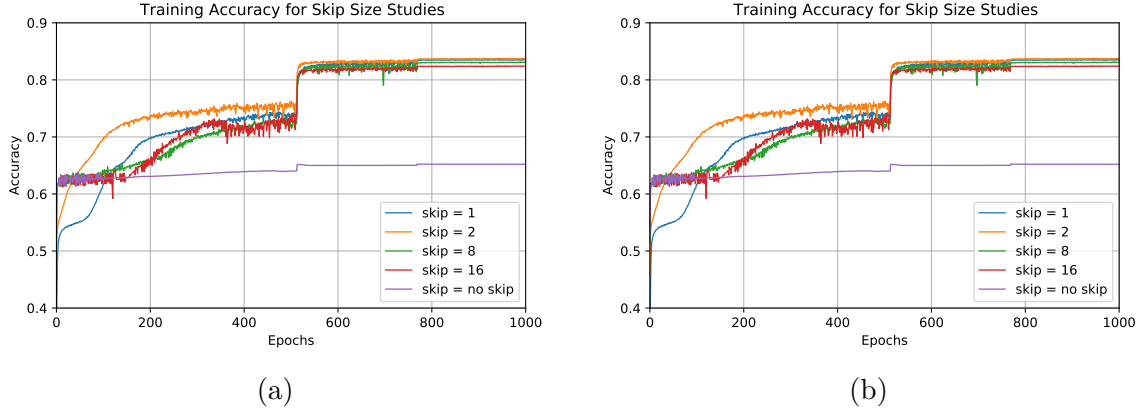 Training Accuracy for Skip Size Studies
0.9
0.8
0.7
0.6
0.5
0.4
Accuracy
skip = 1
skip = 2
skip = 8
skip = 16
skip = no skip
0
200
400
600
800
1000
Epochs
(a)
Training Accuracy for Skip Size Studies
0.9
0.8
0.7
0.6
0.5
0.4
Accuracy
skip = 1
skip = 2
skip = 8
skip = 16
skip = no skip
0
200
400
600
800
1000
Epochs
(b)